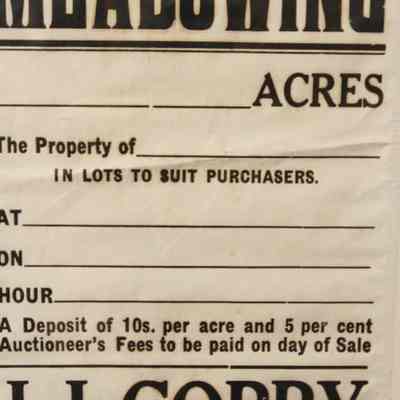 MEADOWING
ACRES
The Property of
IN LOTS TO SUIT PURCHASERS.
AT
ON
HOUR
A Deposit of 10s. per acre and 5 per cent
Auctioneer's Fees to be paid on day of Sale